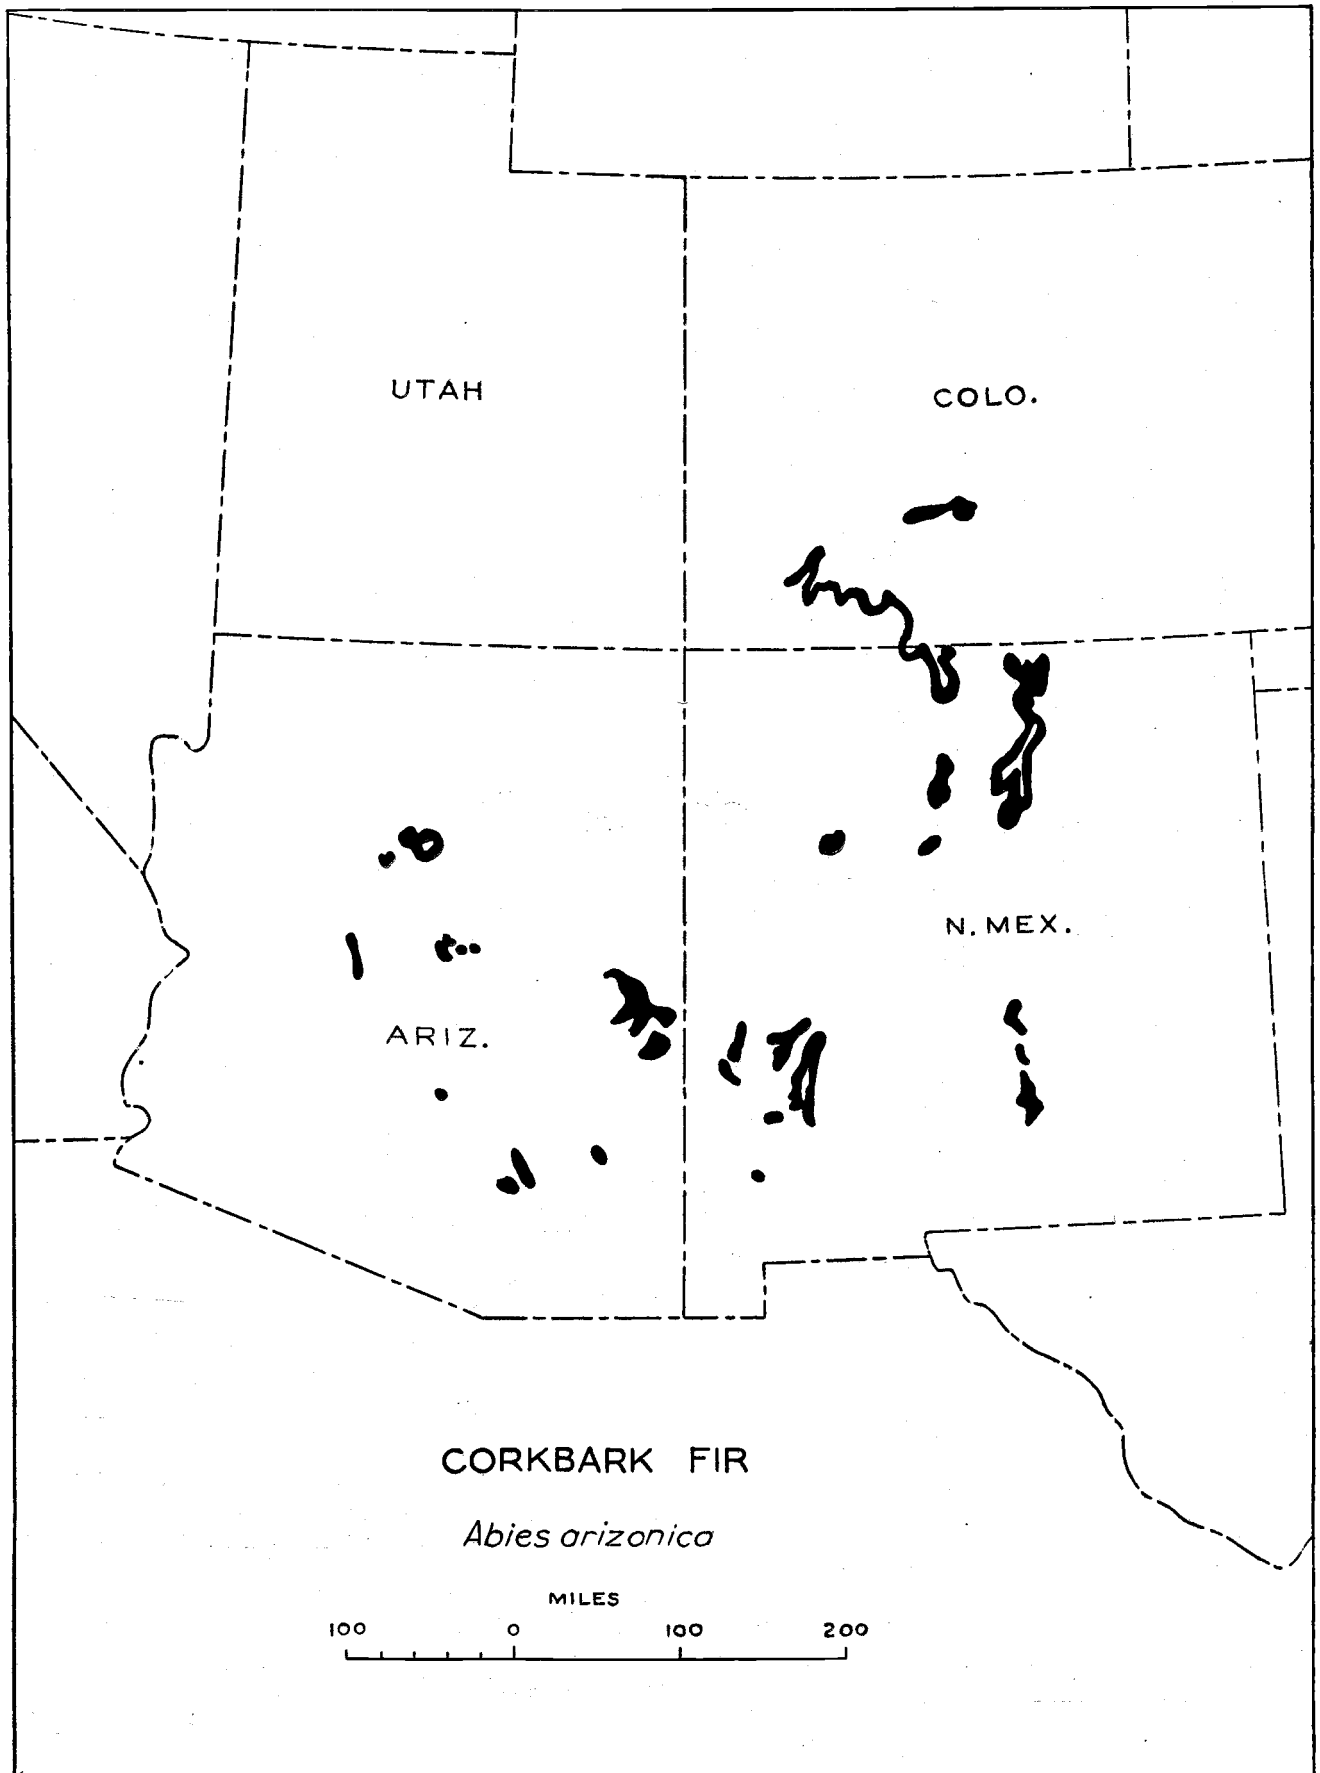 UTAH
COLO.
N. MEX.
ARIZ.
CORKBARK FIR
Abies arizonica
MILES
100 0 100 200